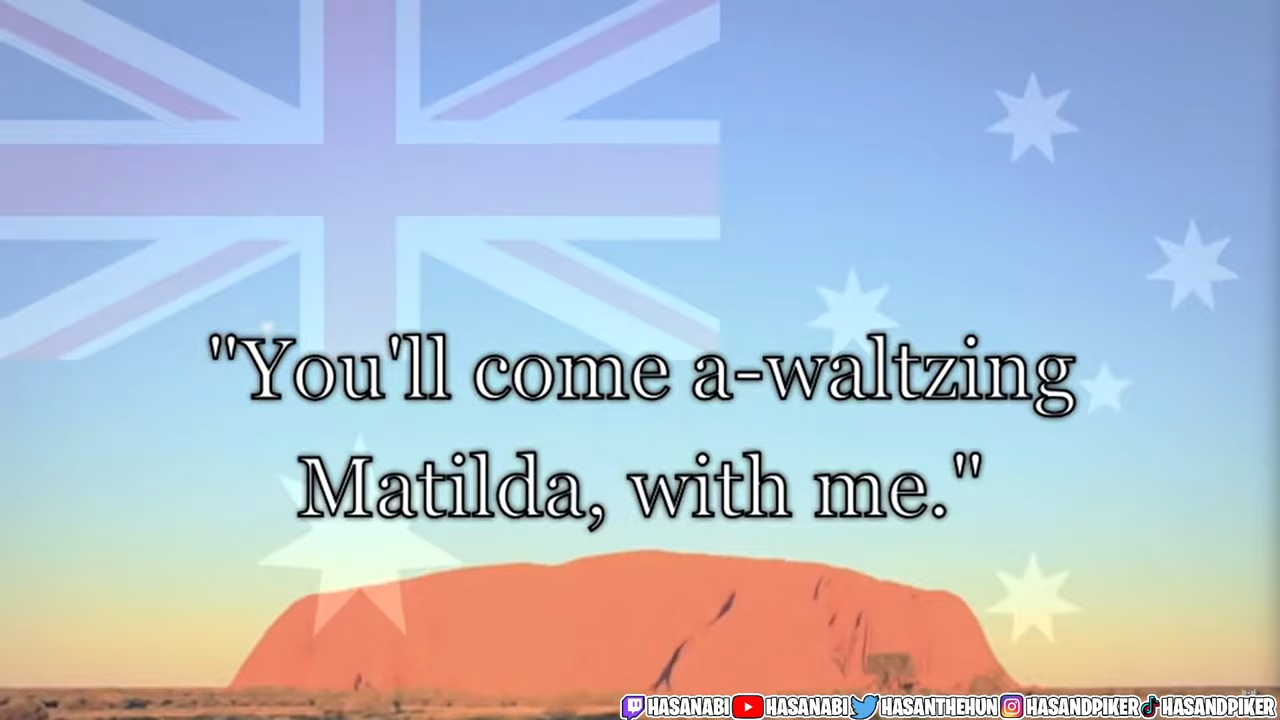 "You'll come a-waltzing
Matilda, with me."
HASANABI HASANABI HASANTHEHUN HASANDPIKER HASANDPIKER